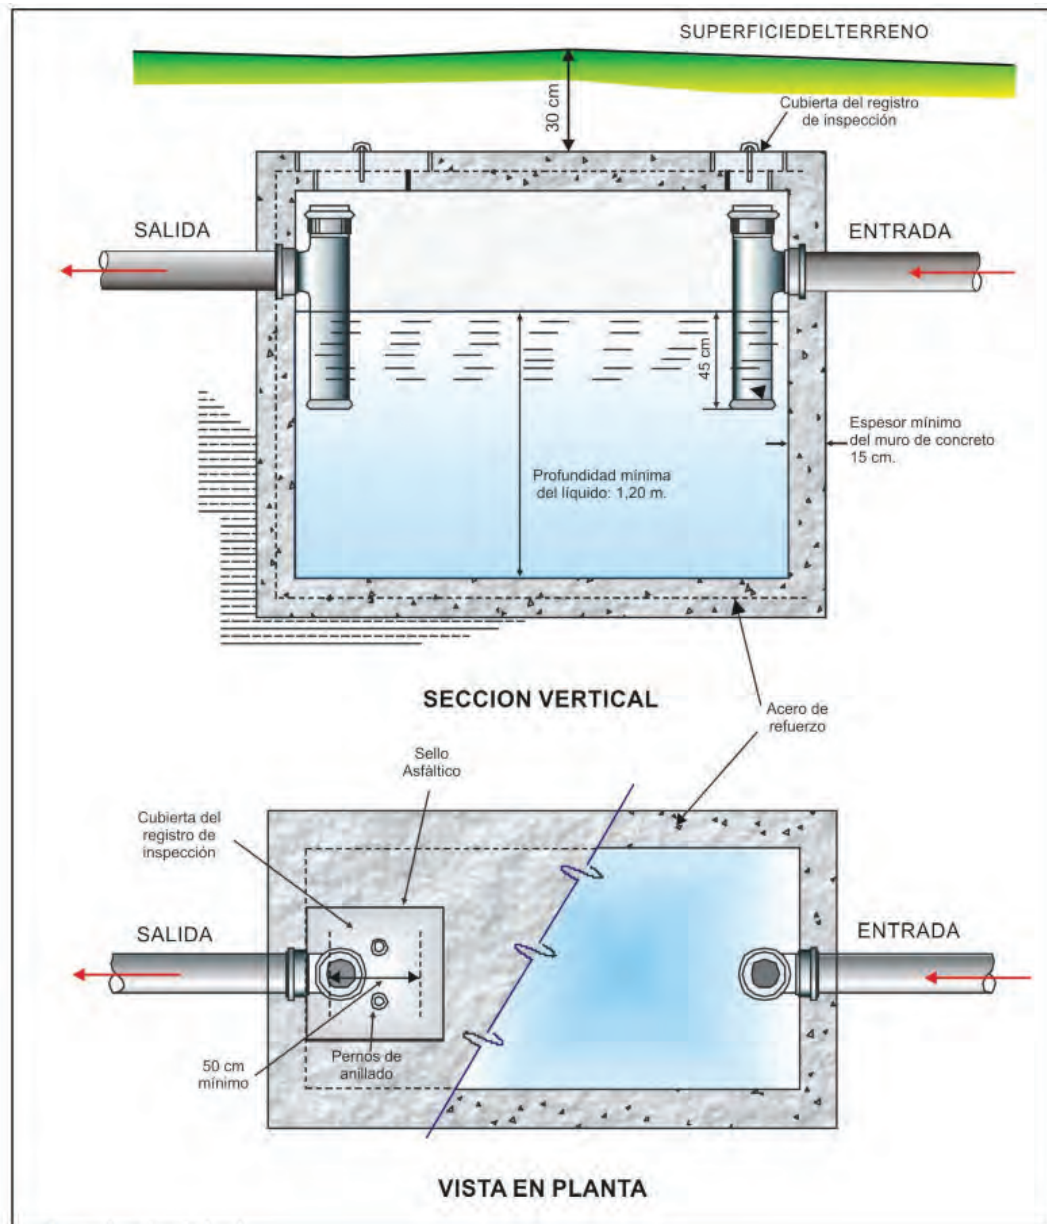 SUPERFICIEDELTERRENO
30 cm
Cubierta del registro
de inspección
SALIDA
ENTRADA
45 cm
Espesor mínimo
del muro de concreto
15 cm.
Profundidad mínima
del líquido: 1,20 m.
SECCION VERTICAL
Acero de
refuerzo
Sello
Asfáltico
Cubierta del
registro de
inspección
SALIDA
ENTRADA
50 cm
mínimo
Pernos de
anillado
VISTA EN PLANTA